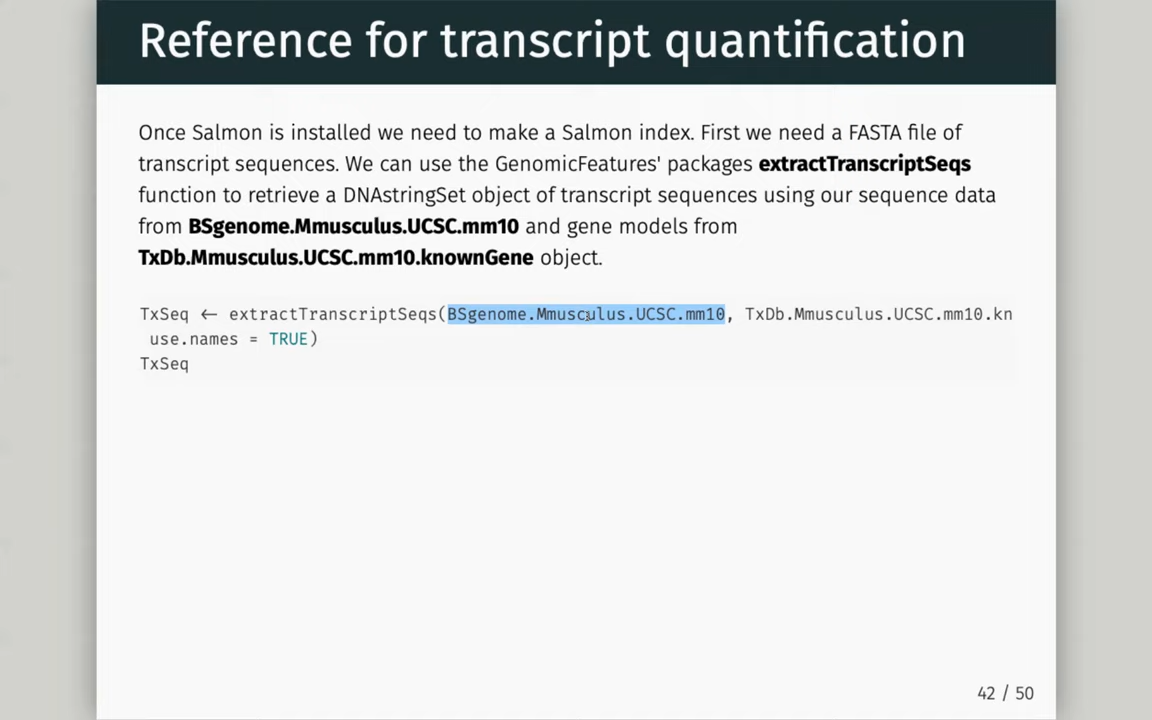 Reference for transcript quantification
Once Salmon is installed we need to make a Salmon index. First we need a FASTA file of
transcript sequences. We can use the GenomicFeatures' packages extractTranscriptSeqs
function to retrieve a DNAstringSet object of transcript sequences using our sequence data
from BSgenome.Mmusculus.UCSC.mm10 and gene models from
TxDb.Mmusculus.UCSC.mm10.knownGene object.
TxSeq ← extractTranscriptSeqs(BSgenome.Mmusculus.UCSC.mm10, TxDb.Mmusculus.UCSC.mm10.kn
use.names = TRUE)
TxSeq
42 / 50